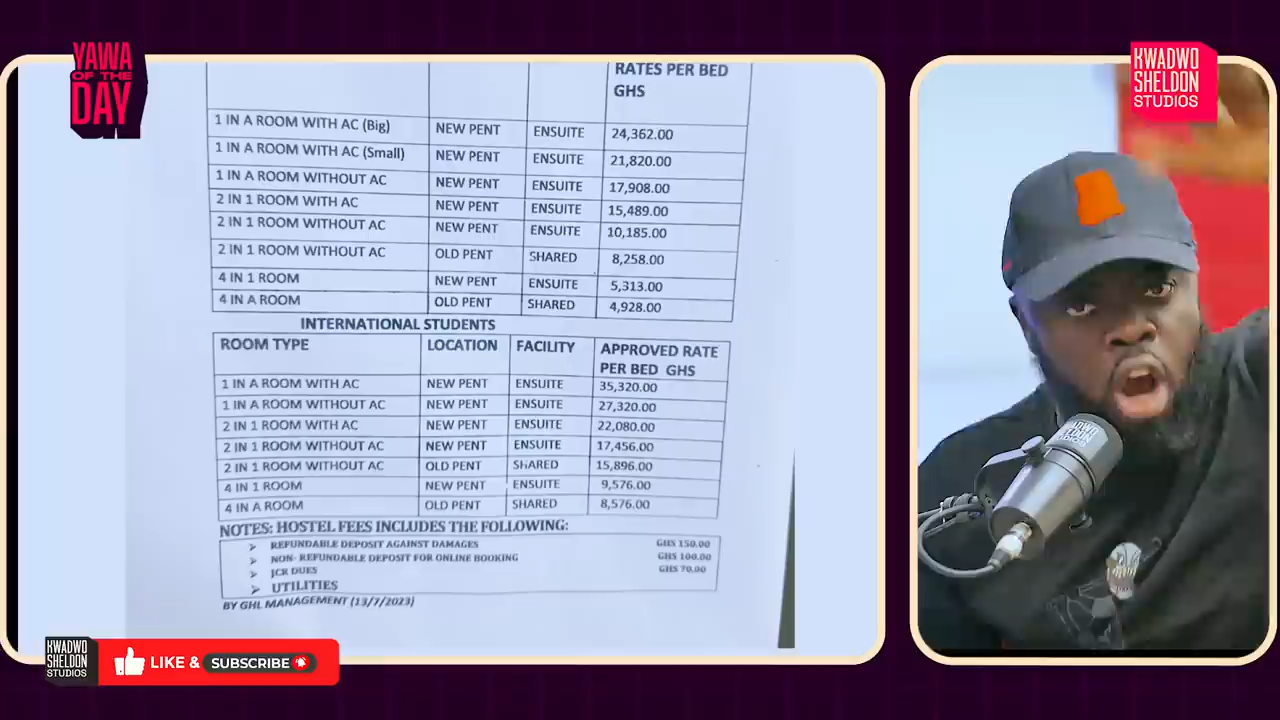 YAWA
OF THE
DAY
RATES PER BED
GHS
1 IN A ROOM WITH AC (Big) NEW PENT ENSUITE 24,362.00
1 IN A ROOM WITH AC (Small) NEW PENT ENSUITE 21,820.00
1 IN A ROOM WITHOUT AC NEW PENT ENSUITE 17,908.00
2 IN 1 ROOM WITH AC NEW PENT ENSUITE 15,489.00
2 IN 1 ROOM WITHOUT AC NEW PENT ENSUITE 10,185.00
2 IN 1 ROOM WITHOUT AC OLD PENT SHARED 8,258.00
4 IN 1 ROOM NEW PENT ENSUITE 5,313.00
4 IN A ROOM OLD PENT SHARED 4,928.00
INTERNATIONAL STUDENTS
ROOM TYPE LOCATION FACILITY APPROVED RATE
PER BED GHS
1 IN A ROOM WITH AC NEW PENT ENSUITE 35,320.00
1 IN A ROOM WITHOUT AC NEW PENT ENSUITE 27,320.00
2 IN 1 ROOM WITH AC NEW PENT ENSUITE 22,080.00
2 IN 1 ROOM WITHOUT AC NEW PENT ENSUITE 17,456.00
2 IN 1 ROOM WITHOUT AC OLD PENT SHARED 15,896.00
4 IN 1 ROOM NEW PENT ENSUITE 9,576.00
4 IN A ROOM OLD PENT SHARED 8,576.00
NOTES: HOSTEL FEES INCLUDES THE FOLLOWING:
➢ REFUNDABLE DEPOSIT AGAINST DAMAGES GHS 150.00
➢ NON- REFUNDABLE DEPOSIT FOR ONLINE BOOKING GHS 100.00
➢ JCR DUES GHS 70.00
➢ UTILITIES
BY GHL MANAGEMENT (13/7/2023)
KWADWO
SHELDON
STUDIOS
LIKE & SUBSCRIBE
KWADWO
SHELDON
STUDIOS